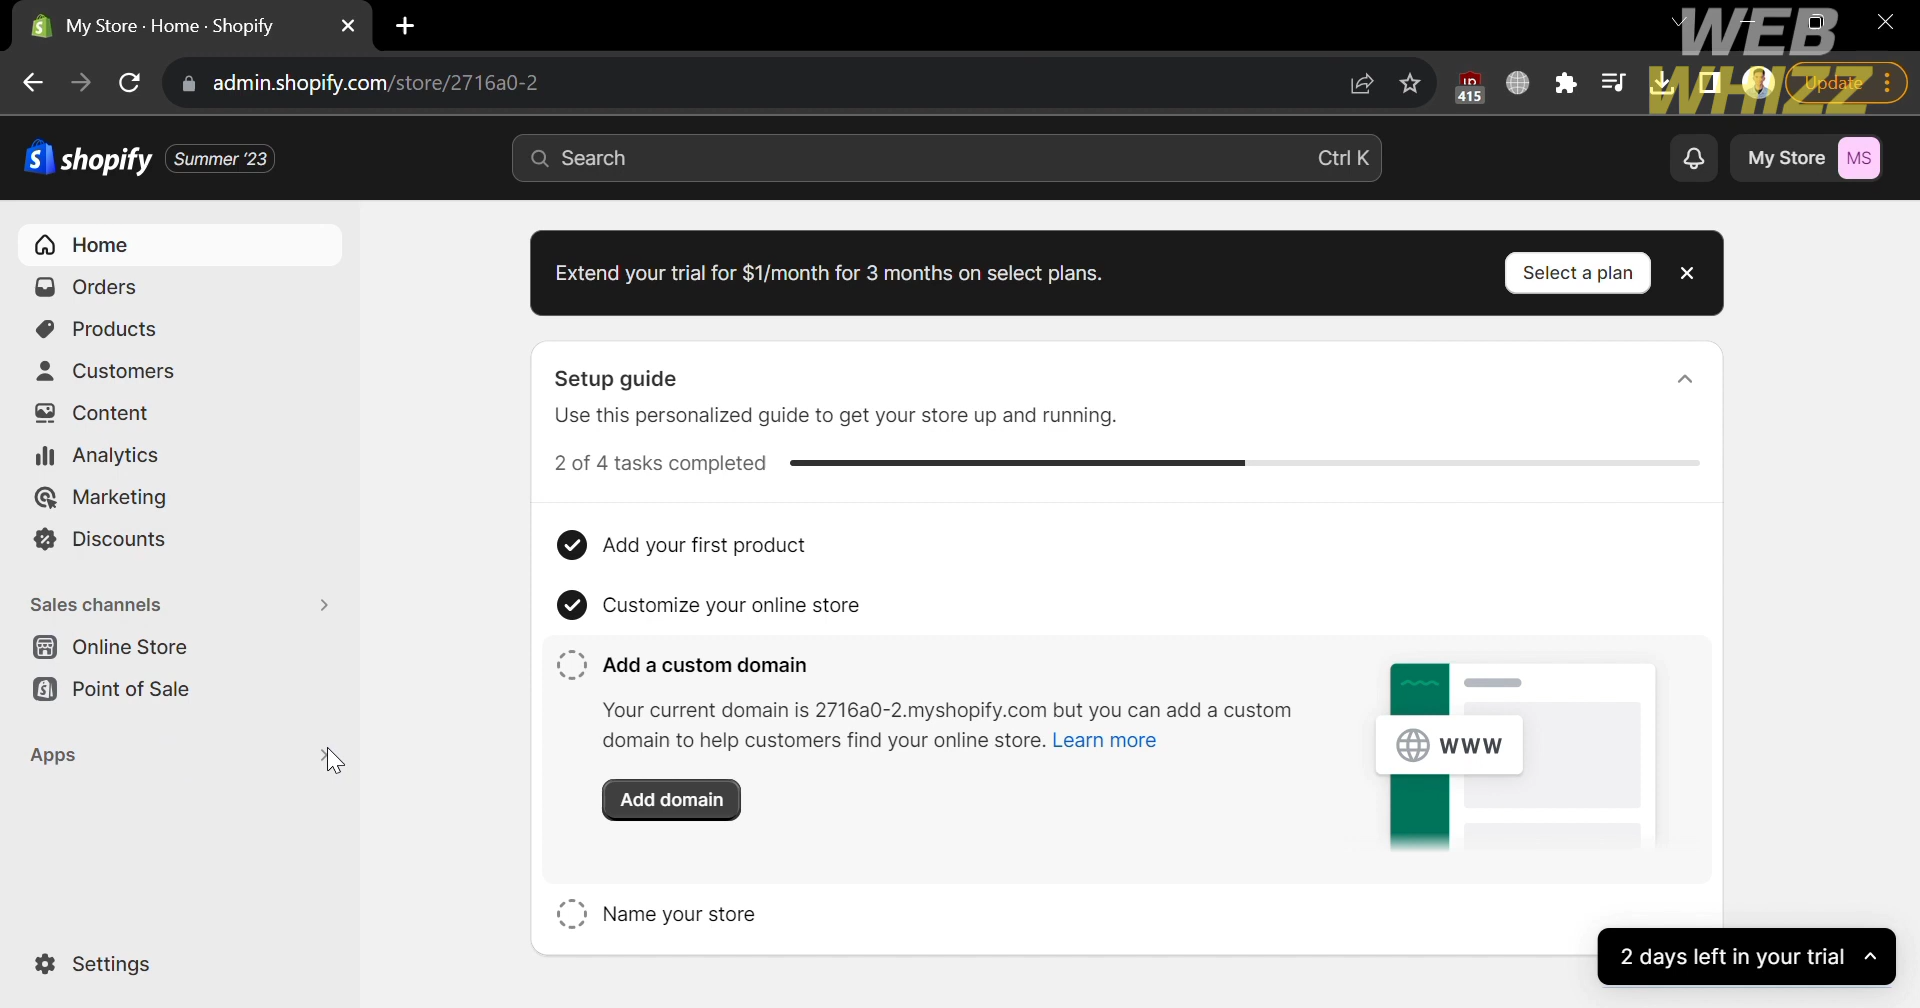 My Store · Home · Shopify
WEB
WHIZZ
admin.shopify.com/store/2716a0-2
415
Update
shopify
Summer '23
Search
Ctrl K
My Store
MS
Home
Orders
Products
Customers
Content
Analytics
Marketing
Discounts
Sales channels
Online Store
Point of Sale
Apps
Settings
Extend your trial for $1/month for 3 months on select plans.
Select a plan
Setup guide
Use this personalized guide to get your store up and running.
2 of 4 tasks completed
Add your first product
Customize your online store
Add a custom domain
Your current domain is 2716a0-2.myshopify.com but you can add a custom
domain to help customers find your online store. Learn more
Add domain
www
Name your store
2 days left in your trial